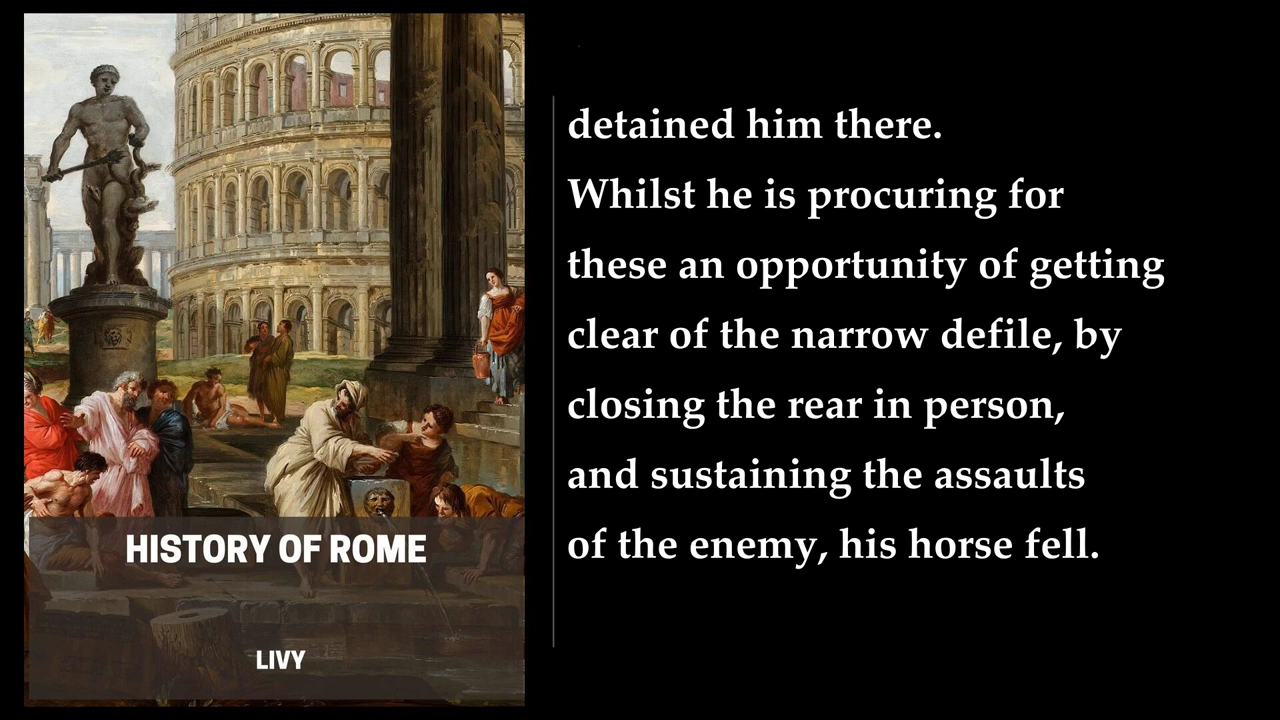 HISTORY OF ROME
LIVY
detained him there.
Whilst he is procuring for
these an opportunity of getting
clear of the narrow defile, by
closing the rear in person,
and sustaining the assaults
of the enemy, his horse fell.